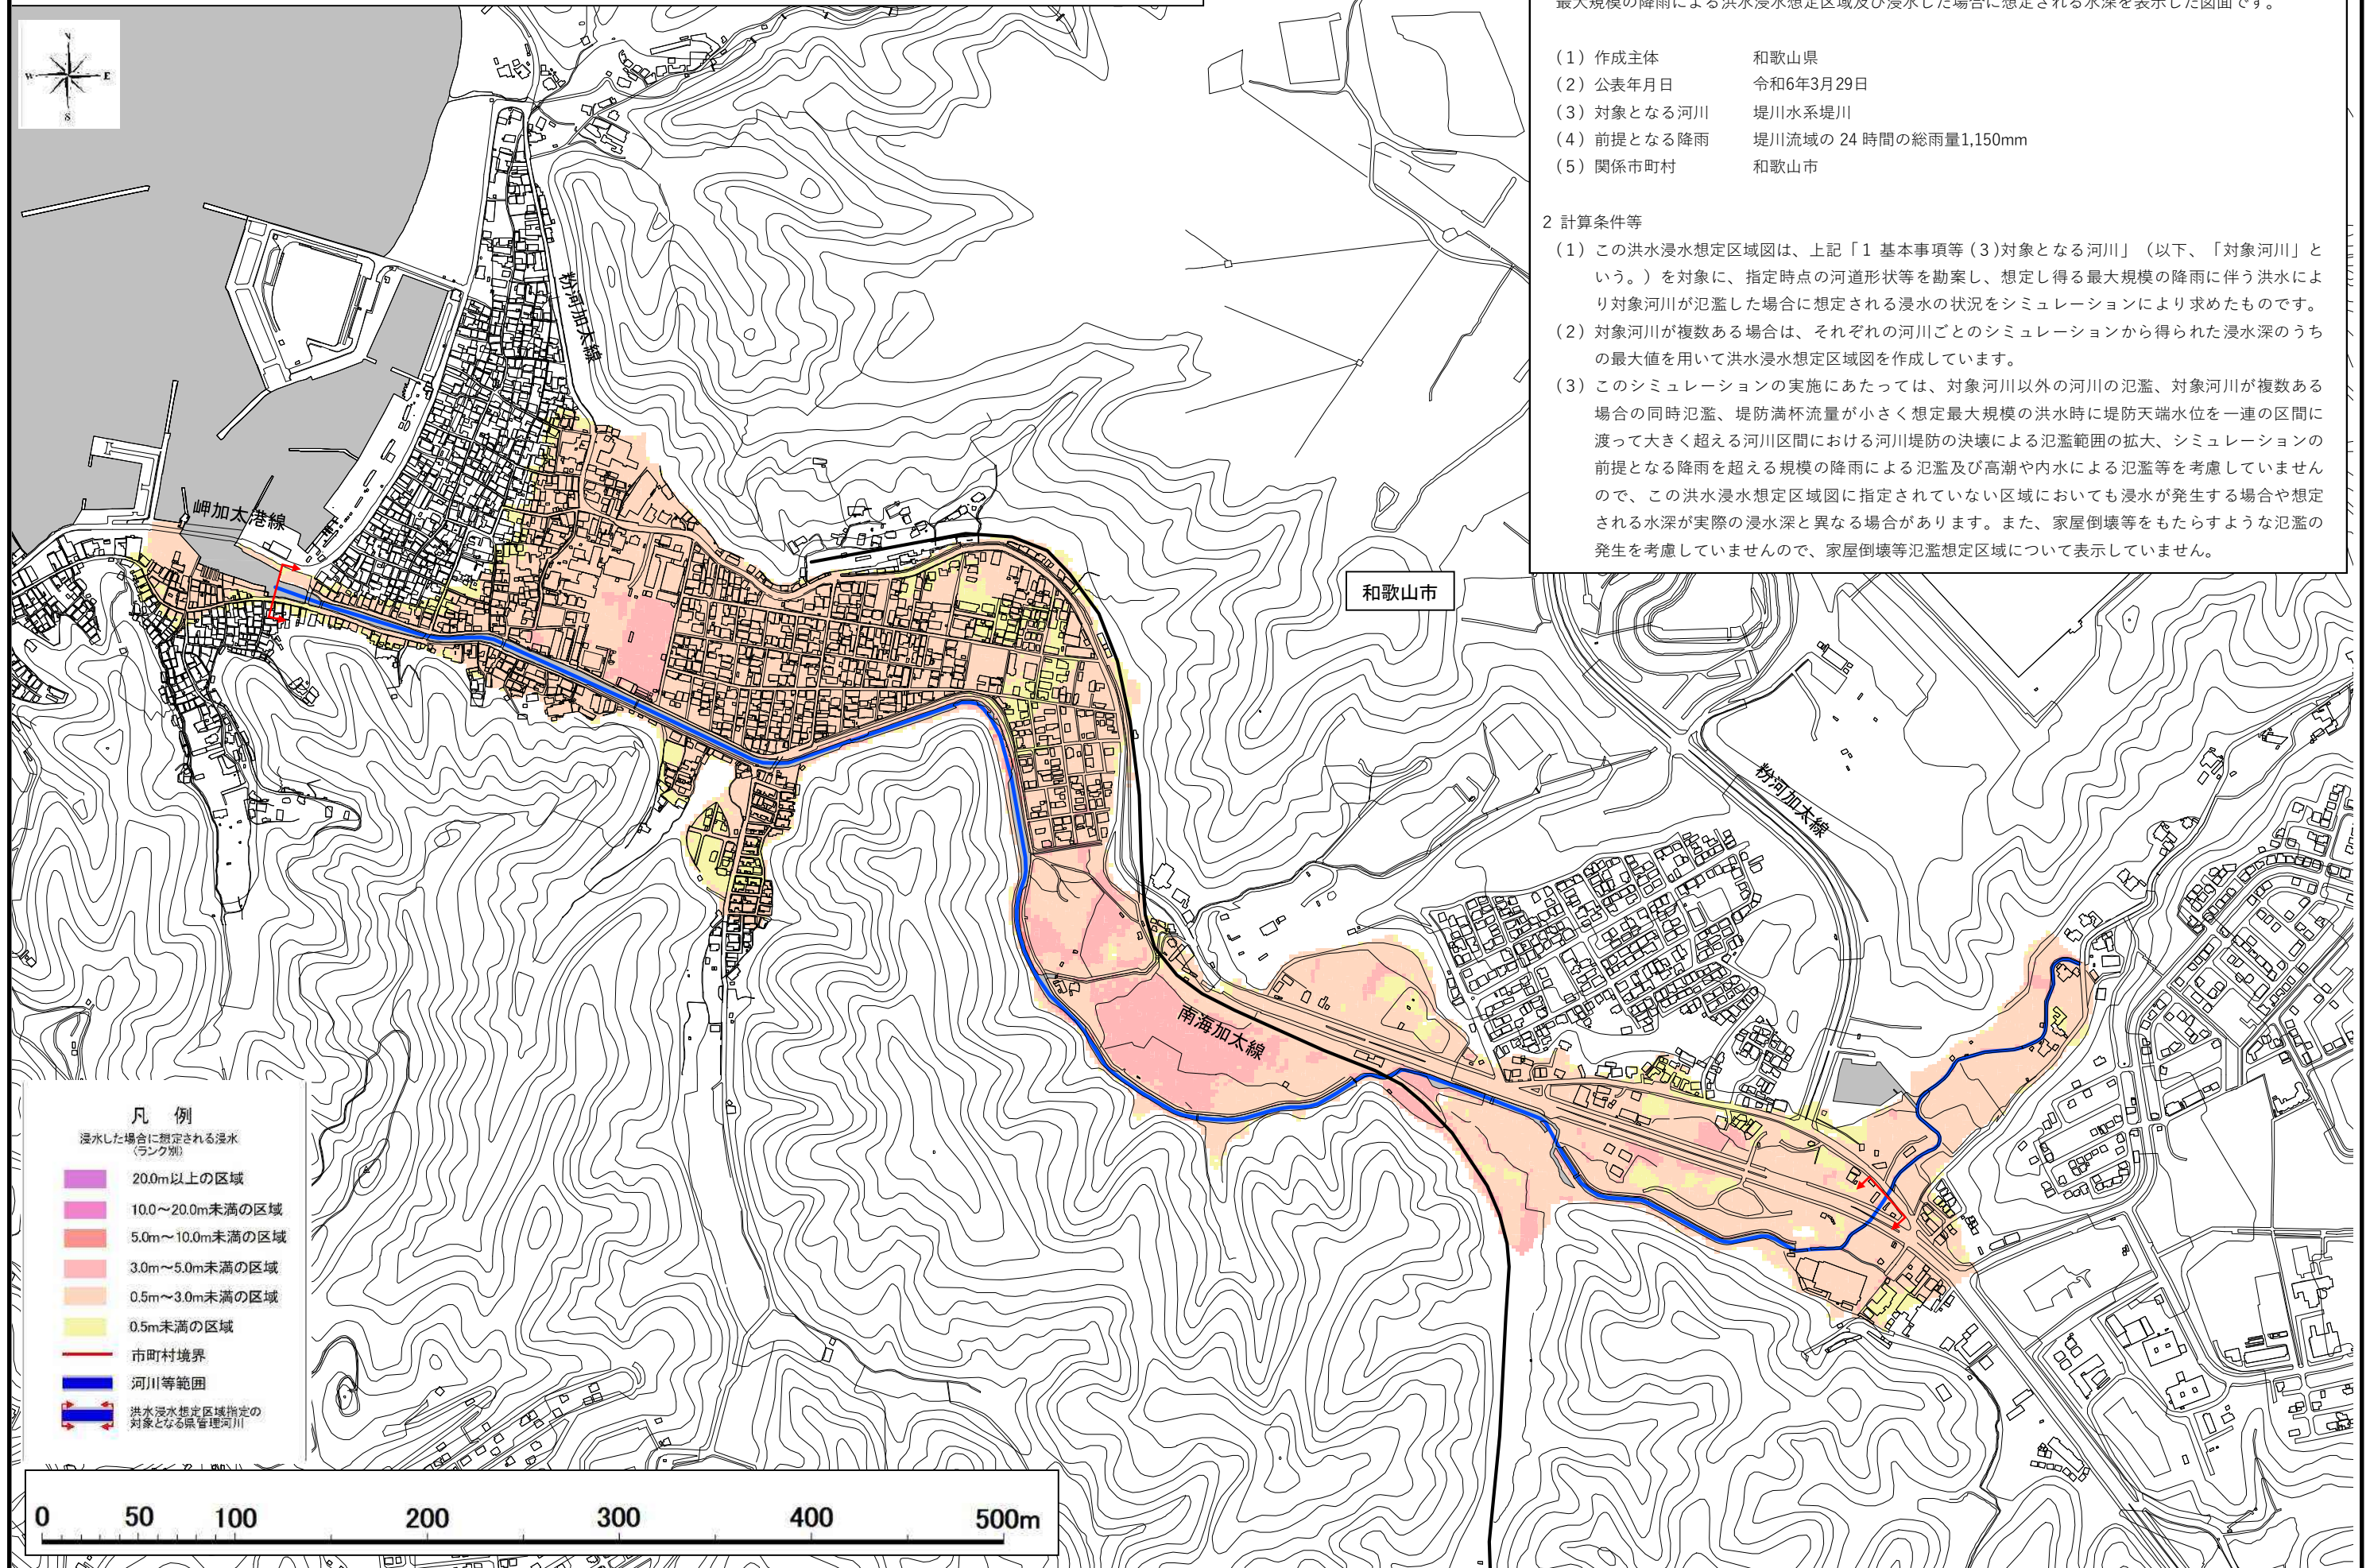 最大規模の降雨による洪水浸水想定区域及び浸水した場合に想定される水深を表示した図面です。
(1) 作成主体 和歌山県
(2) 公表年月日 令和6年3月29日
(3) 対象となる河川 堤川水系堤川
(4) 前提となる降雨 堤川流域の 24 時間の総雨量1,150mm
(5) 関係市町村 和歌山市
2 計算条件等
(1) この洪水浸水想定区域図は、上記「1 基本事項等 (3)対象となる河川」(以下、「対象河川」と
いう。) を対象に、指定時点の河道形状等を勘案し、想定し得る最大規模の降雨に伴う洪水によ
り対象河川が氾濫した場合に想定される浸水の状況をシミュレーションにより求めたものです。
(2) 対象河川が複数ある場合は、それぞれの河川ごとのシミュレーションから得られた浸水深のうち
の最大値を用いて洪水浸水想定区域図を作成しています。
(3) このシミュレーションの実施にあたっては、対象河川以外の河川の氾濫、対象河川が複数ある
場合の同時氾濫、堤防満杯流量が小さく想定最大規模の洪水時に堤防天端水位を一連の区間に
渡って大きく超える河川区間における河川堤防の決壊による氾濫範囲の拡大、シミュレーションの
前提となる降雨を超える規模の降雨による氾濫及び高潮や内水による氾濫等を考慮していません
ので、この洪水浸水想定区域図に指定されていない区域においても浸水が発生する場合や想定
される水深が実際の浸水深と異なる場合があります。また、家屋倒壊等をもたらすような氾濫の
発生を考慮していませんので、家屋倒壊等氾濫想定区域について表示していません。
N
W E
S
粉河加太線
岬加太港線
和歌山市
粉河加太線
南海加太線
凡 例
浸水した場合に想定される浸水
(ランク別)
20.0m以上の区域
10.0～20.0m未満の区域
5.0m～10.0m未満の区域
3.0m～5.0m未満の区域
0.5m～3.0m未満の区域
0.5m未満の区域
市町村境界
河川等範囲
洪水浸水想定区域指定の
対象となる県管理河川
0 50 100 200 300 400 500m